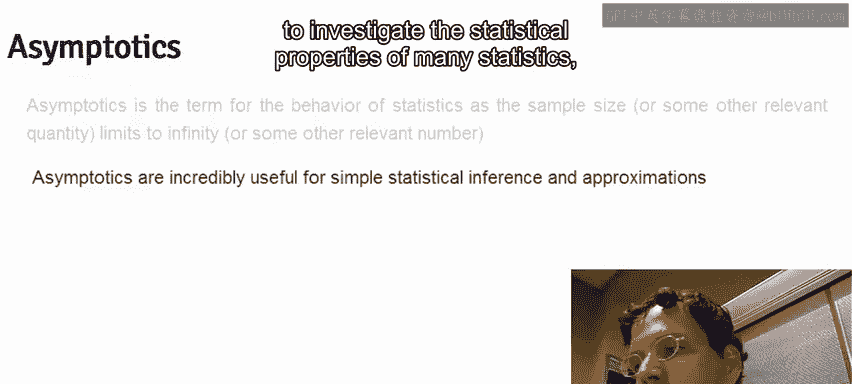 to investigate the statistical
properties of many statistics,
Asymptotics
Asymptotics is the term for the behavior of statistics as the sample size (or some other relevant
quantity) limits to infinity (or some other relevant number)
Asymptotics are incredibly useful for simple statistical inference and approximations